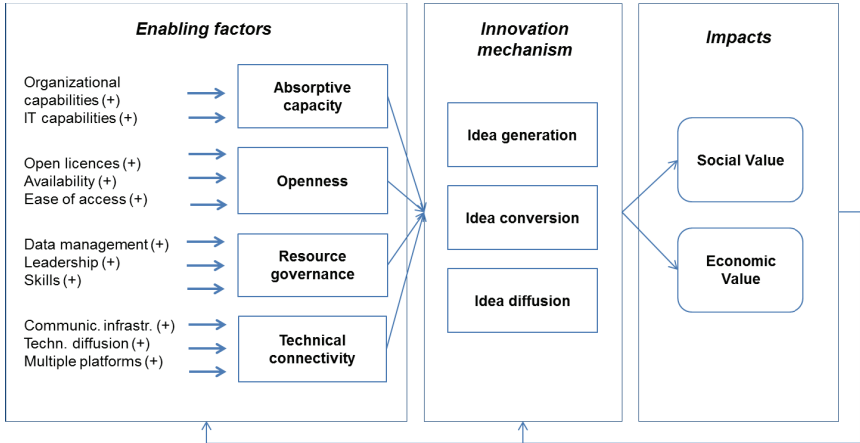 Enabling factors
Organizational
capabilities (+)
IT capabilities (+)
Absorptive
capacity
Open licences (+)
Availability (+)
Ease of access (+)
Openness
Data management (+)
Leadership (+)
Skills (+)
Resource
governance
Communic. infrastr. (+)
Techn. diffusion (+)
Multiple platforms (+)
Technical
connectivity
Innovation
mechanism
Idea generation
Idea conversion
Idea diffusion
Impacts
Social Value
Economic
Value